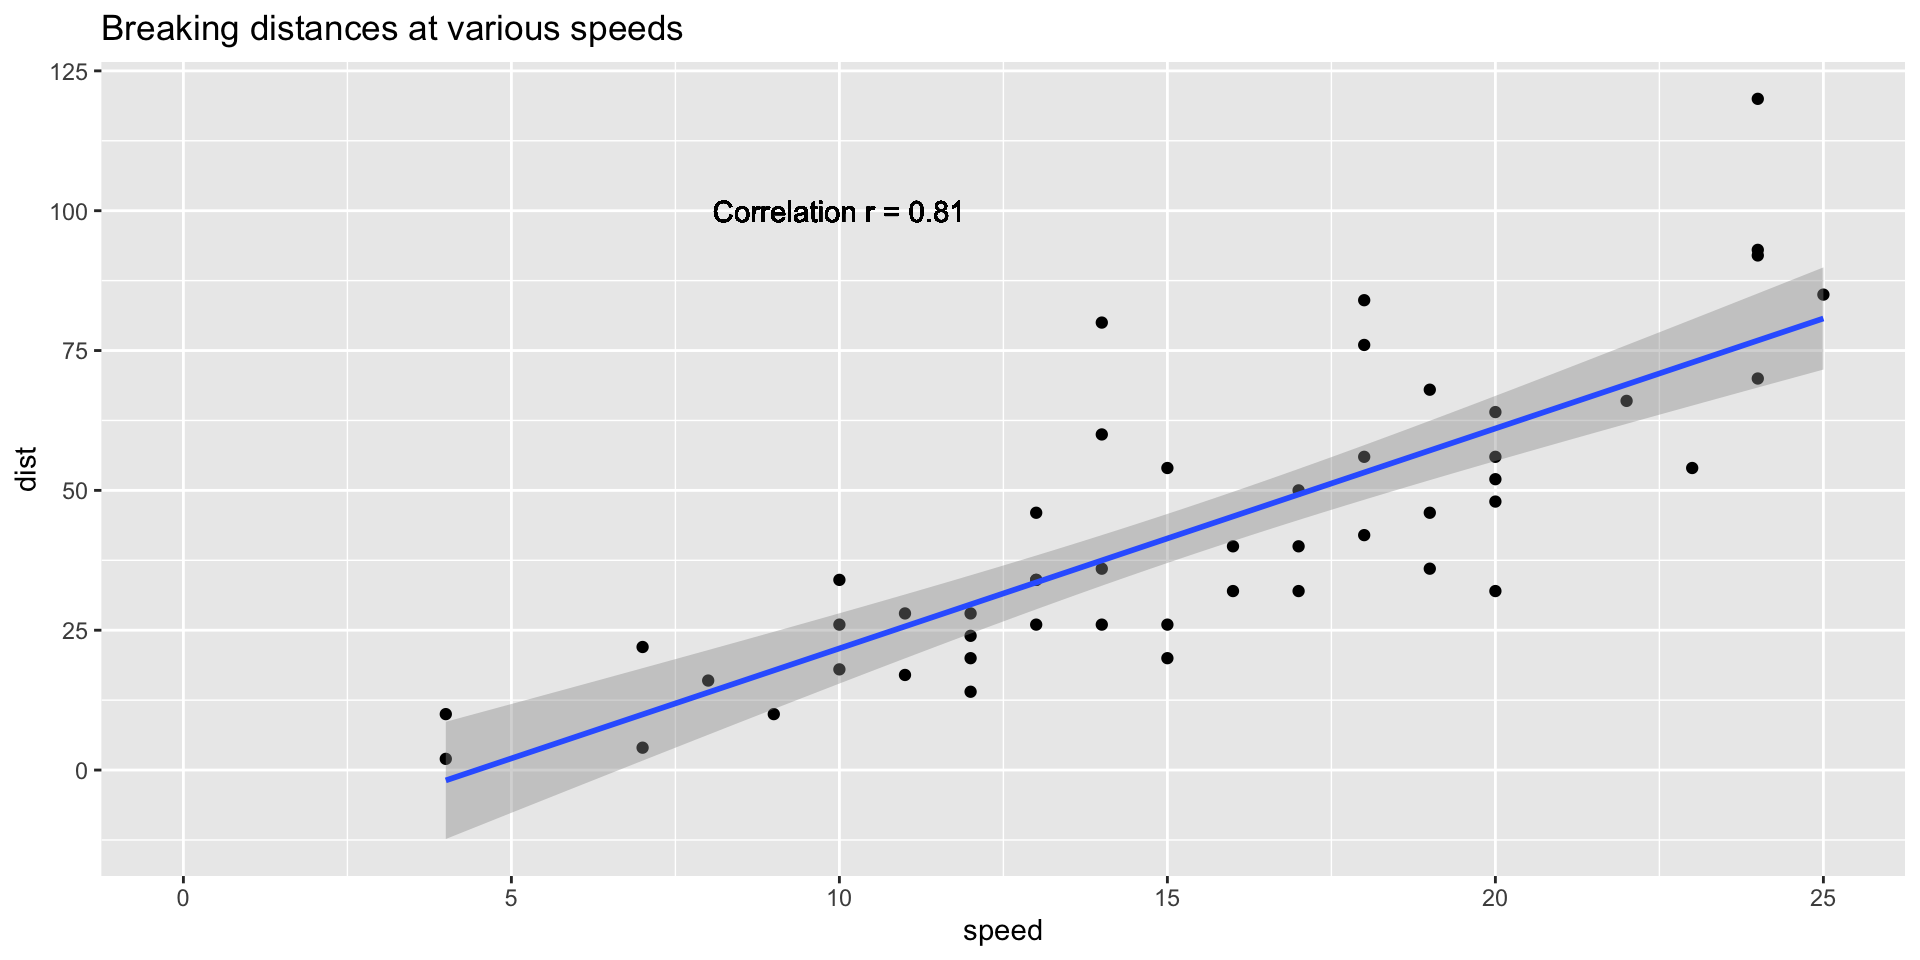 Breaking distances at various speeds
125
100
75
50
25
0
dist
Correlation r = 0.81
0 5 10 15 20 25
speed